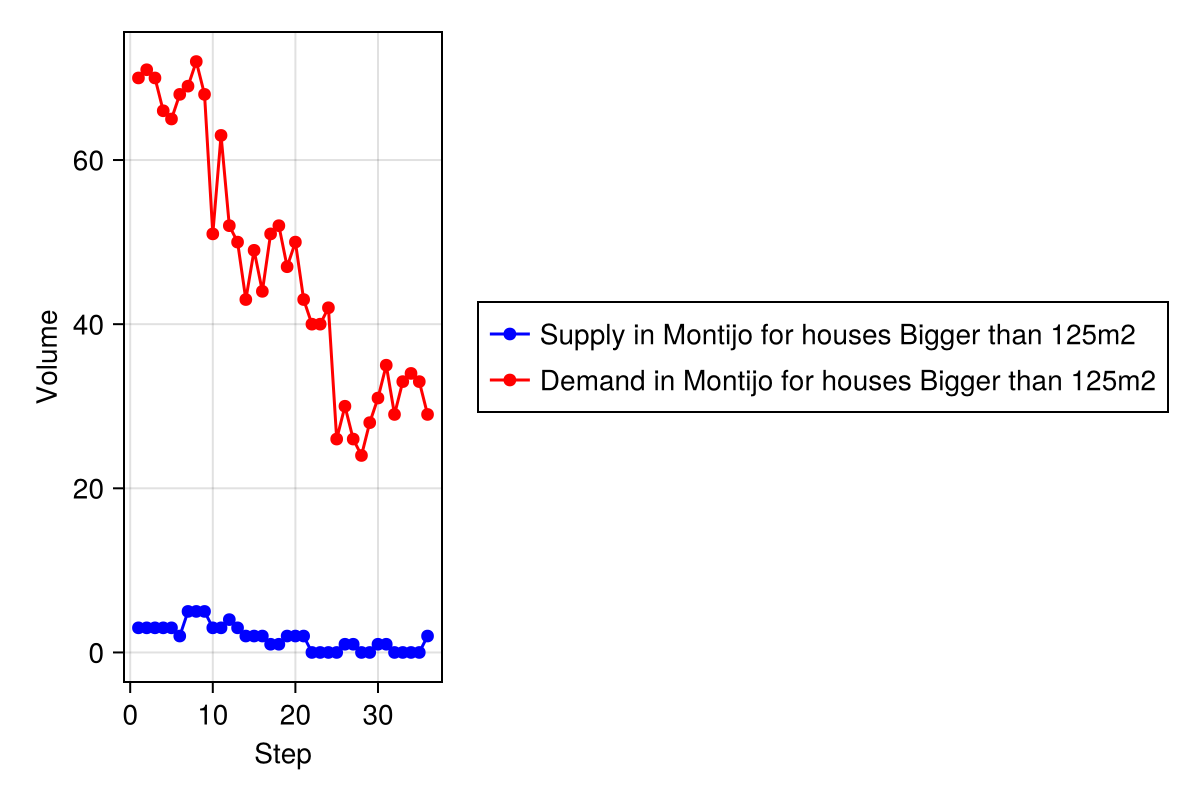 60
40
20
0
Volume
0 10 20 30
Step
Supply in Montijo for houses Bigger than 125m2
Demand in Montijo for houses Bigger than 125m2